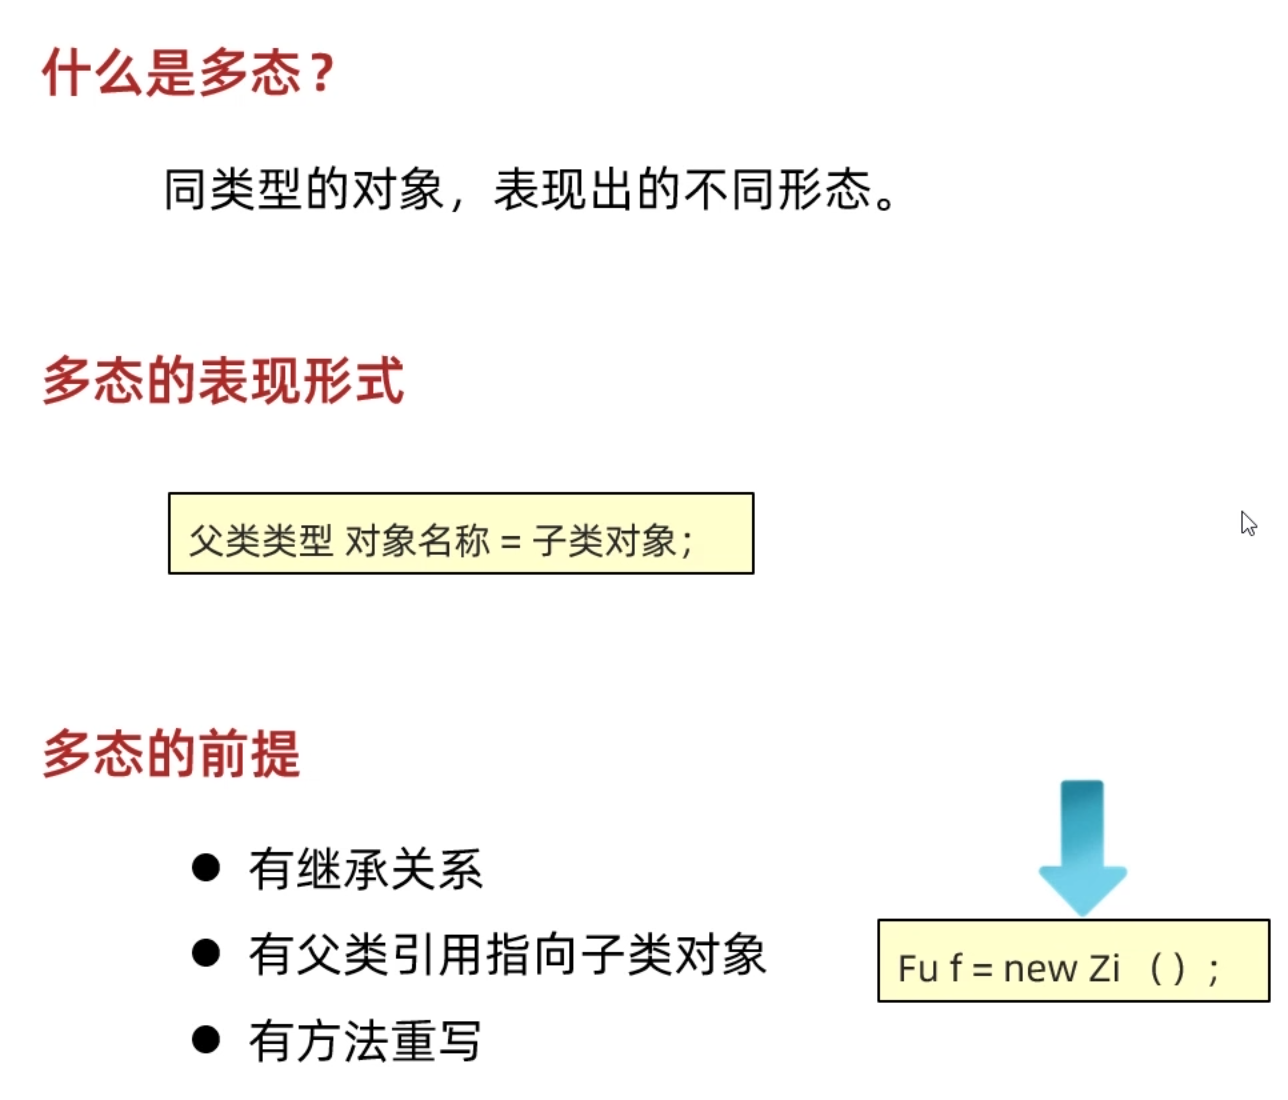 什么是多态？
同类型的对象，表现出的不同形态。
多态的表现形式
父类类型 对象名称 = 子类对象；
多态的前提
● 有继承关系
● 有父类引用指向子类对象
Fu f = new Zi （）；
● 有方法重写